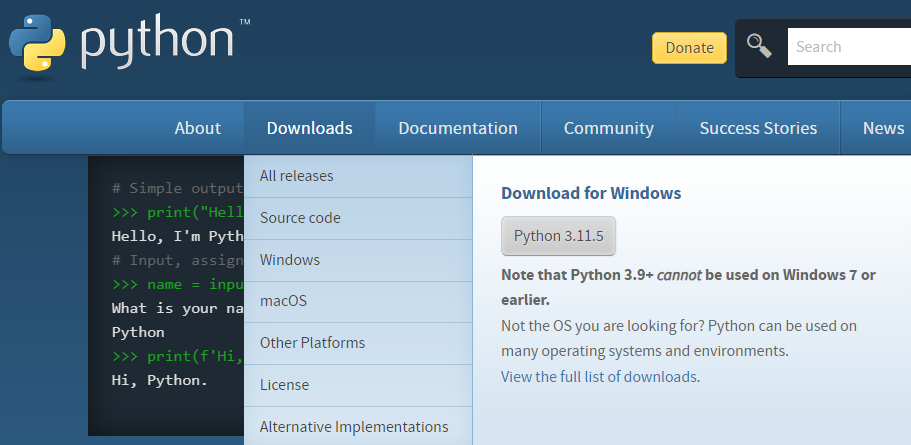 python™
Donate
Search
About
Downloads
Documentation
Community
Success Stories
News
# Simple output
>>> print("Hell
Hello, I'm Pyth
# Input, assign
>>> name = inpu
What is your na
Python
>>> print(f'Hi,
Hi, Python.
All releases
Source code
Windows
macOS
Other Platforms
License
Alternative Implementations
Download for Windows
Python 3.11.5
Note that Python 3.9+ cannot be used on Windows 7 or
earlier.
Not the OS you are looking for? Python can be used on
many operating systems and environments.
View the full list of downloads.